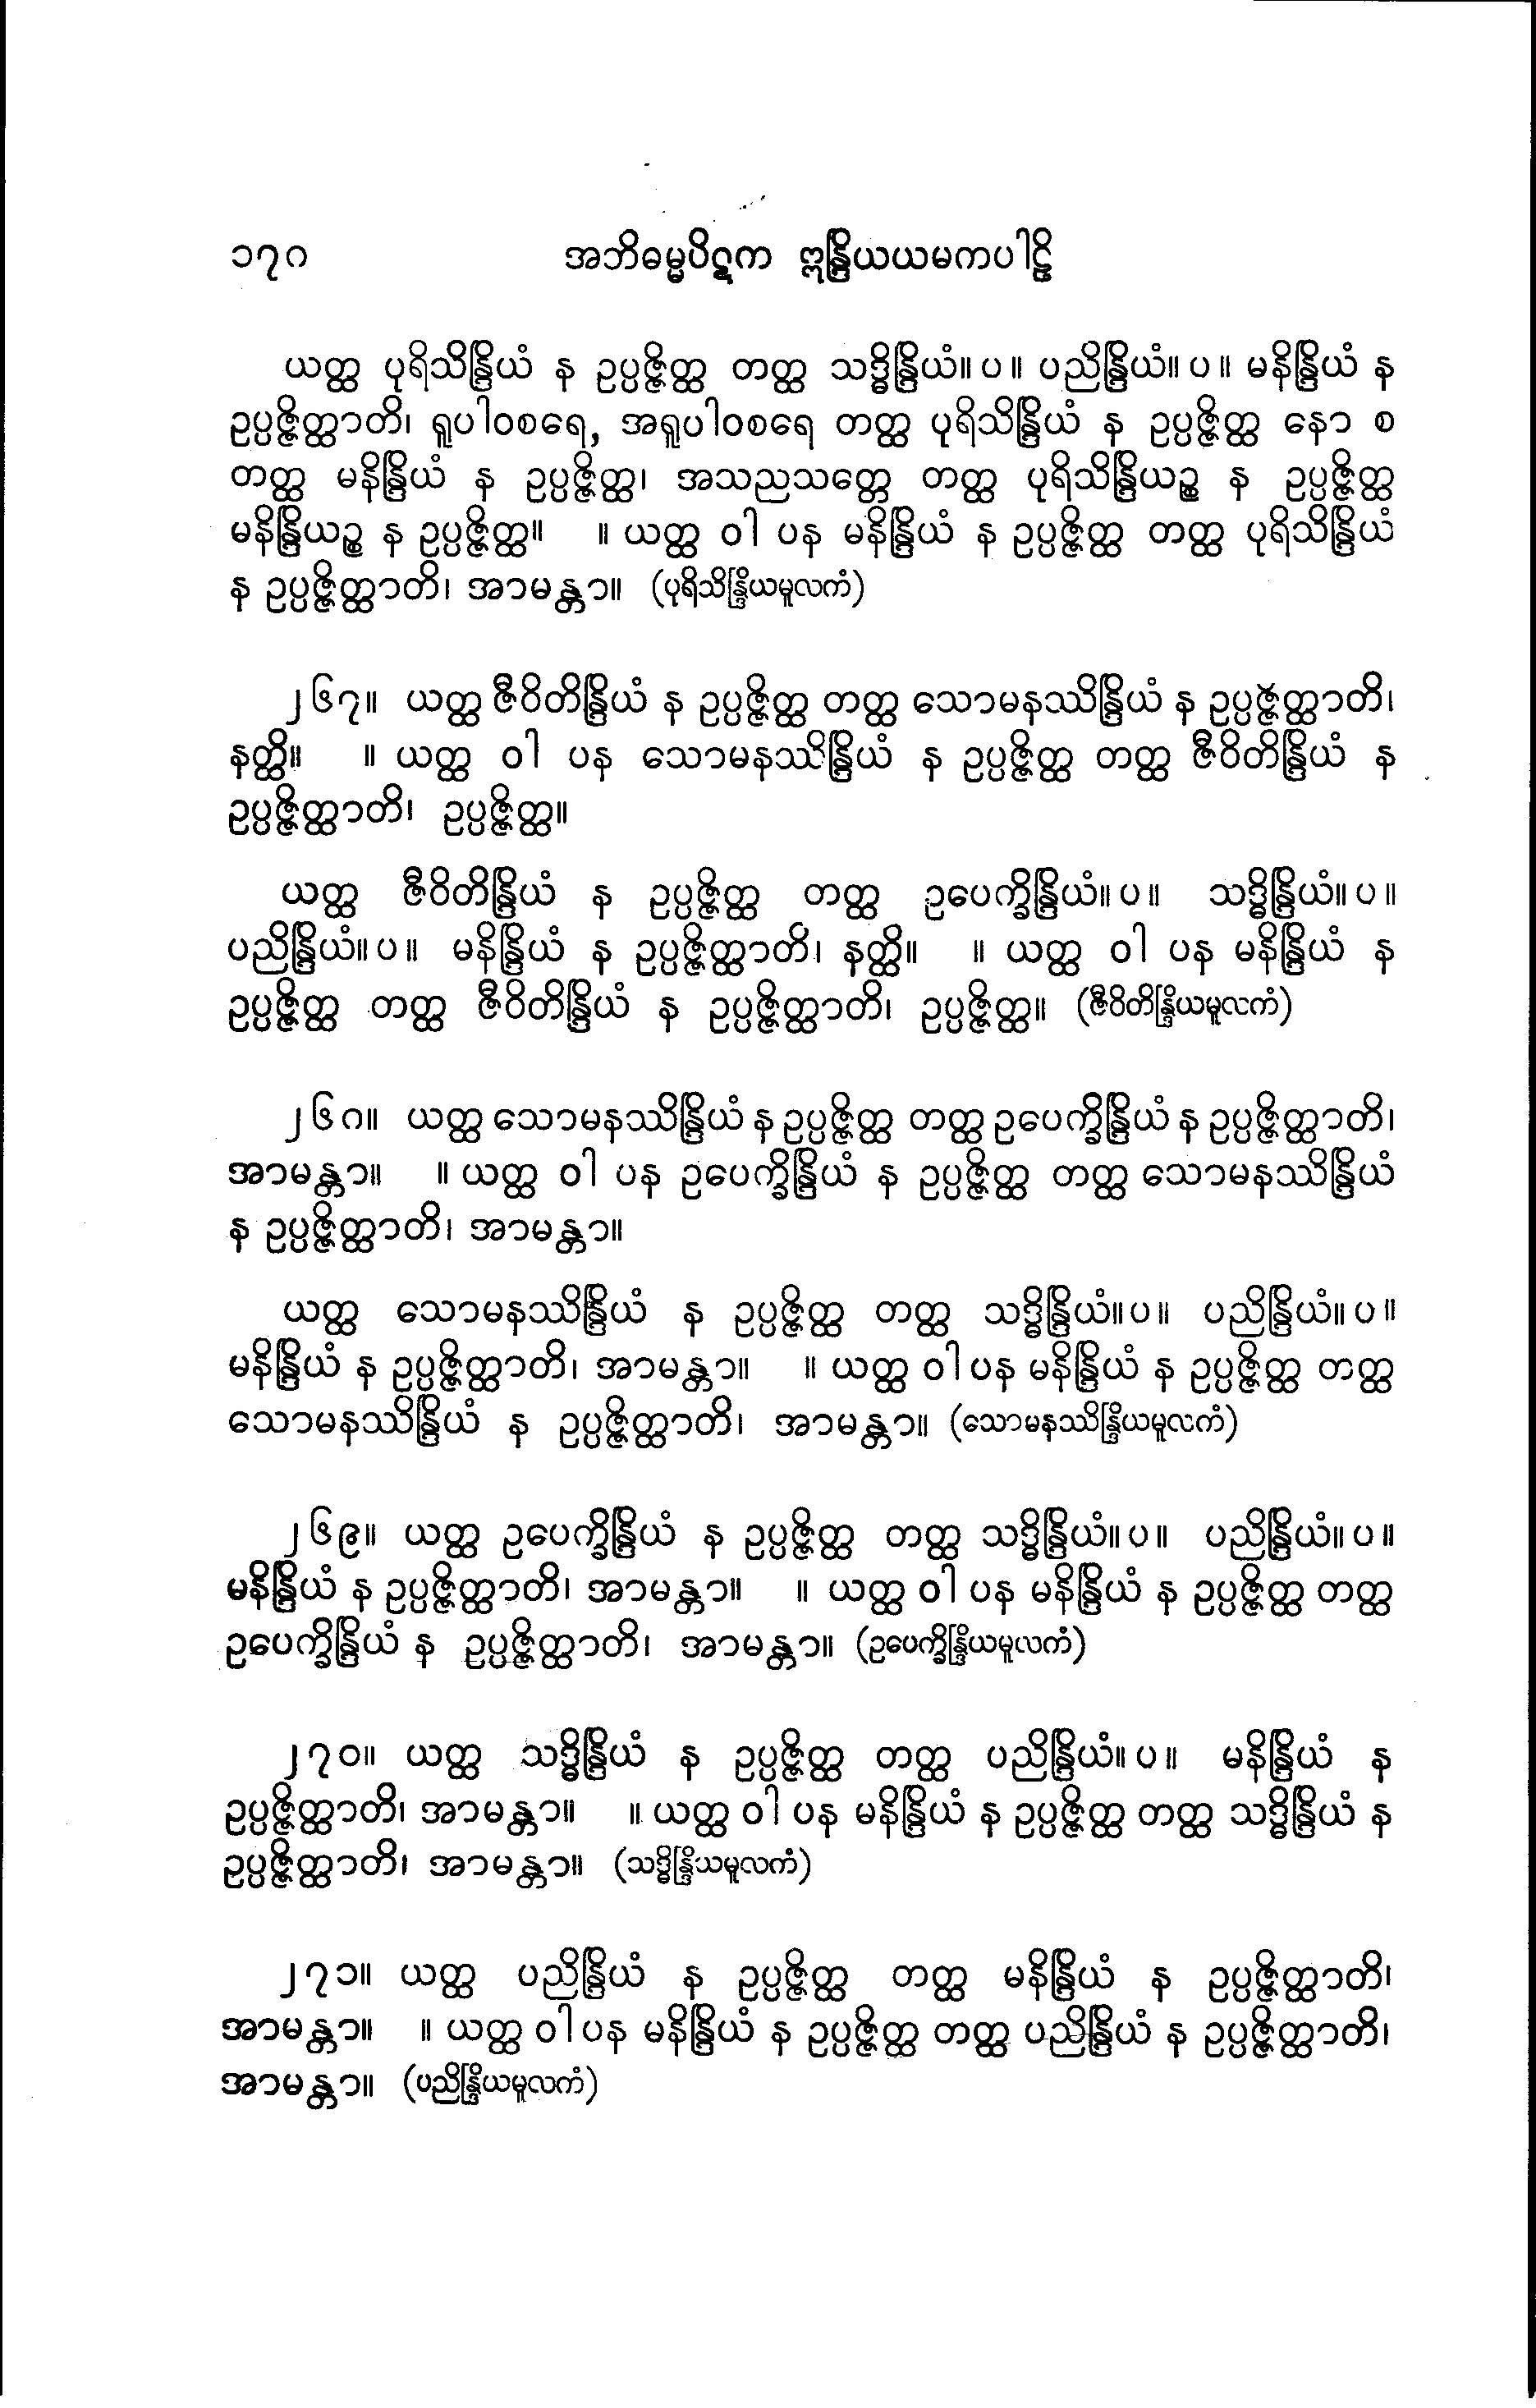 ၁၇၈ အဘိဓမ္မပိဋက ဣန္ဒြိယယမကပါဠိ
ယတ္ထ ပုရိသိန္ဒြိယံ န ဥပ္ပဇ္ဇိတ္ထ တတ္ထ သဒ္ဓိန္ဒြိယံ။ ပ။ ပညိန္ဒြိယံ။ ပ။ မနိန္ဒြိယံ န
ဥပ္ပဇ္ဇိတ္ထာတိ၊ ရူပါဝစရေ, အရူပါဝစရေ တတ္ထ ပုရိသိန္ဒြိယံ န ဥပ္ပဇ္ဇိတ္ထ နော စ
တတ္ထ မနိန္ဒြိယံ န ဥပ္ပဇ္ဇိတ္ထ၊ အသညသတ္တေ တတ္ထ ပုရိသိန္ဒြိယဉ္စ န ဥပ္ပဇ္ဇိတ္ထ
မနိန္ဒြိယဉ္စ န ဥပ္ပဇ္ဇိတ္ထ။ ။ ယတ္ထ ဝါ ပန မနိန္ဒြိယံ န ဥပ္ပဇ္ဇိတ္ထ တတ္ထ ပုရိသိန္ဒြိယံ
န ဥပ္ပဇ္ဇိတ္ထာတိ၊ အာမန္တာ။ (ပုရိသိန္ဒြိယမူလကံ)
၂၆၇။ ယတ္ထ ဇီဝိတိန္ဒြိယံ န ဥပ္ပဇ္ဇိတ္ထ တတ္ထ သောမနဿိန္ဒြိယံ န ဥပ္ပဇ္ဇိတ္ထာတိ၊
နတ္ထိ။ ။ ယတ္ထ ဝါ ပန သောမနဿိန္ဒြိယံ န ဥပ္ပဇ္ဇိတ္ထ တတ္ထ ဇီဝိတိန္ဒြိယံ န
ဥပ္ပဇ္ဇိတ္ထာတိ၊ ဥပ္ပဇ္ဇိတ္ထ။
ယတ္ထ ဇီဝိတိန္ဒြိယံ န ဥပ္ပဇ္ဇိတ္ထ တတ္ထ ဥပေက္ခိန္ဒြိယံ။ ပ။ သဒ္ဓိန္ဒြိယံ။ ပ။
ပညိန္ဒြိယံ။ ပ။ မနိန္ဒြိယံ န ဥပ္ပဇ္ဇိတ္ထာတိ၊ နတ္ထိ။ ။ ယတ္ထ ဝါ ပန မနိန္ဒြိယံ န
ဥပ္ပဇ္ဇိတ္ထ တတ္ထ ဇီဝိတိန္ဒြိယံ န ဥပ္ပဇ္ဇိတ္ထာတိ၊ ဥပ္ပဇ္ဇိတ္ထ။ (ဇီဝိတိန္ဒြိယမူလကံ)
၂၆၈။ ယတ္ထ သောမနဿိန္ဒြိယံ န ဥပ္ပဇ္ဇိတ္ထ တတ္ထ ဥပေက္ခိန္ဒြိယံ န ဥပ္ပဇ္ဇိတ္ထာတိ၊
အာမန္တာ။ ။ ယတ္ထ ဝါ ပန ဥပေက္ခိန္ဒြိယံ န ဥပ္ပဇ္ဇိတ္ထ တတ္ထ သောမနဿိန္ဒြိယံ
န ဥပ္ပဇ္ဇိတ္ထာတိ၊ အာမန္တာ။
ယတ္ထ သောမနဿိန္ဒြိယံ န ဥပ္ပဇ္ဇိတ္ထ တတ္ထ သဒ္ဓိန္ဒြိယံ။ ပ။ ပညိန္ဒြိယံ။ ပ။
မနိန္ဒြိယံ န ဥပ္ပဇ္ဇိတ္ထာတိ၊ အာမန္တာ။ ။ ယတ္ထ ဝါ ပန မနိန္ဒြိယံ န ဥပ္ပဇ္ဇိတ္ထ တတ္ထ
သောမနဿိန္ဒြိယံ န ဥပ္ပဇ္ဇိတ္ထာတိ၊ အာမန္တာ။ (သောမနဿိန္ဒြိယမူလကံ)
၂၆၉။ ယတ္ထ ဥပေက္ခိန္ဒြိယံ န ဥပ္ပဇ္ဇိတ္ထ တတ္ထ သဒ္ဓိန္ဒြိယံ။ ပ။ ပညိန္ဒြိယံ။ ပ။
မနိန္ဒြိယံ န ဥပ္ပဇ္ဇိတ္ထာတိ၊ အာမန္တာ။ ။ ယတ္ထ ဝါ ပန မနိန္ဒြိယံ န ဥပ္ပဇ္ဇိတ္ထ တတ္ထ
ဥပေက္ခိန္ဒြိယံ န ဥပ္ပဇ္ဇိတ္ထာတိ၊ အာမန္တာ။ (ဥပေက္ခိန္ဒြိယမူလကံ)
၂၇၀။ ယတ္ထ သဒ္ဓိန္ဒြိယံ န ဥပ္ပဇ္ဇိတ္ထ တတ္ထ ပညိန္ဒြိယံ။ ပ။ မနိန္ဒြိယံ န
ဥပ္ပဇ္ဇိတ္ထာတိ၊ အာမန္တာ။ ။ ယတ္ထ ဝါ ပန မနိန္ဒြိယံ န ဥပ္ပဇ္ဇိတ္ထ တတ္ထ သဒ္ဓိန္ဒြိယံ န
ဥပ္ပဇ္ဇိတ္ထာတိ၊ အာမန္တာ။ (သဒ္ဓိန္ဒြိယမူလကံ)
၂၇၁။ ယတ္ထ ပညိန္ဒြိယံ န ဥပ္ပဇ္ဇိတ္ထ တတ္ထ မနိန္ဒြိယံ န ဥပ္ပဇ္ဇိတ္ထာတိ၊
အာမန္တာ။ ။ ယတ္ထ ဝါ ပန မနိန္ဒြိယံ န ဥပ္ပဇ္ဇိတ္ထ တတ္ထ ပညိန္ဒြိယံ န ဥပ္ပဇ္ဇိတ္ထာတိ၊
အာမန္တာ။ (ပညိန္ဒြိယမူလကံ)